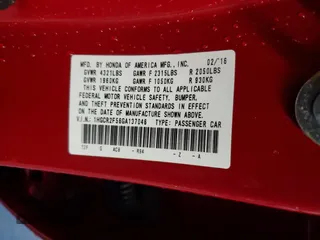 MFD. BY HONDA OF AMERICA MFG., INC. 02/'16
GVWR 4321LBS GAWR F 2315LBS R 2050LBS
GVWR 1960KG GAWR F 1050KG R 930KG
THIS VEHICLE CONFORMS TO ALL APPLICABLE
FEDERAL MOTOR VEHICLE SAFETY, BUMPER,
AND THEFT PREVENTION STANDARDS IN EFFECT
ON THE DATE OF MANUFACTURE SHOWN ABOVE.
V.I.N.: TYPE: PASSENGER CAR